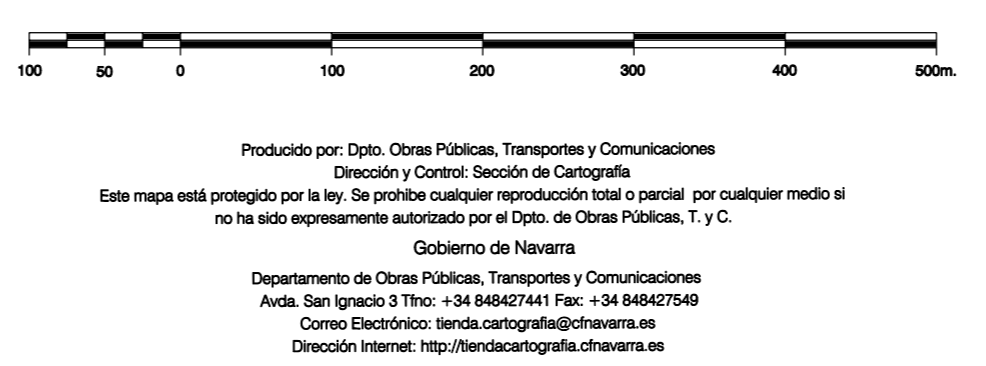 100 50 0 100 200 300 400 500m.
Producido por: Dpto. Obras Públicas, Transportes y Comunicaciones
Dirección y Control: Sección de Cartografía
Este mapa está protegido por la ley. Se prohibe cualquier reproducción total o parcial por cualquier medio si
no ha sido expresamente autorizado por el Dpto. de Obras Públicas, T. y C.
Gobierno de Navarra
Departamento de Obras Públicas, Transportes y Comunicaciones
Avda. San Ignacio 3 Tfno: +34 848427441 Fax: +34 848427549
Correo Electrónico: tienda.cartografia@cfnavarra.es
Dirección Internet: http://tiendacartografia.cfnavarra.es